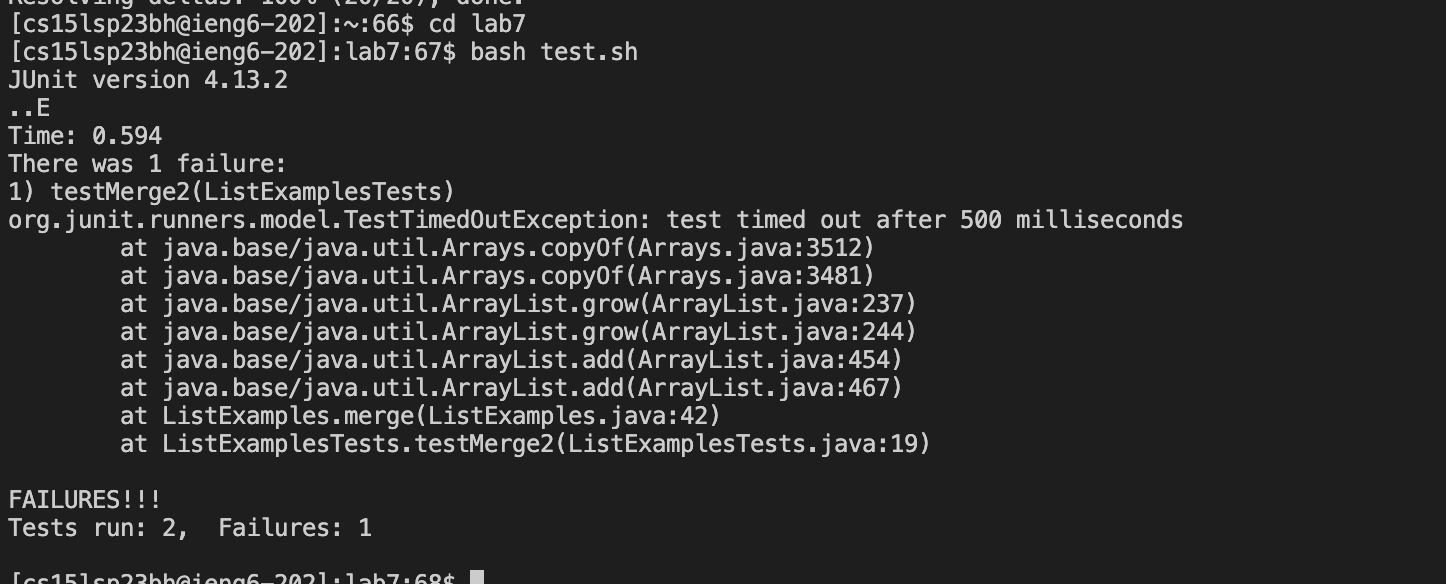 Resolving deltas: 100% (20/20), done.
[cs15lsp23bh@ieng6-202]:~:66$ cd lab7
[cs15lsp23bh@ieng6-202]:lab7:67$ bash test.sh
JUnit version 4.13.2
..E
Time: 0.594
There was 1 failure:
1) testMerge2(ListExamplesTests)
org.junit.runners.model.TestTimedOutException: test timed out after 500 milliseconds
        at java.base/java.util.Arrays.copyOf(Arrays.java:3512)
        at java.base/java.util.Arrays.copyOf(Arrays.java:3481)
        at java.base/java.util.ArrayList.grow(ArrayList.java:237)
        at java.base/java.util.ArrayList.grow(ArrayList.java:244)
        at java.base/java.util.ArrayList.add(ArrayList.java:454)
        at java.base/java.util.ArrayList.add(ArrayList.java:467)
        at ListExamples.merge(ListExamples.java:42)
        at ListExamplesTests.testMerge2(ListExamplesTests.java:19)
FAILURES!!!
Tests run: 2,  Failures: 1
[cs15lsp23bh@ieng6-202]:lab7:68$